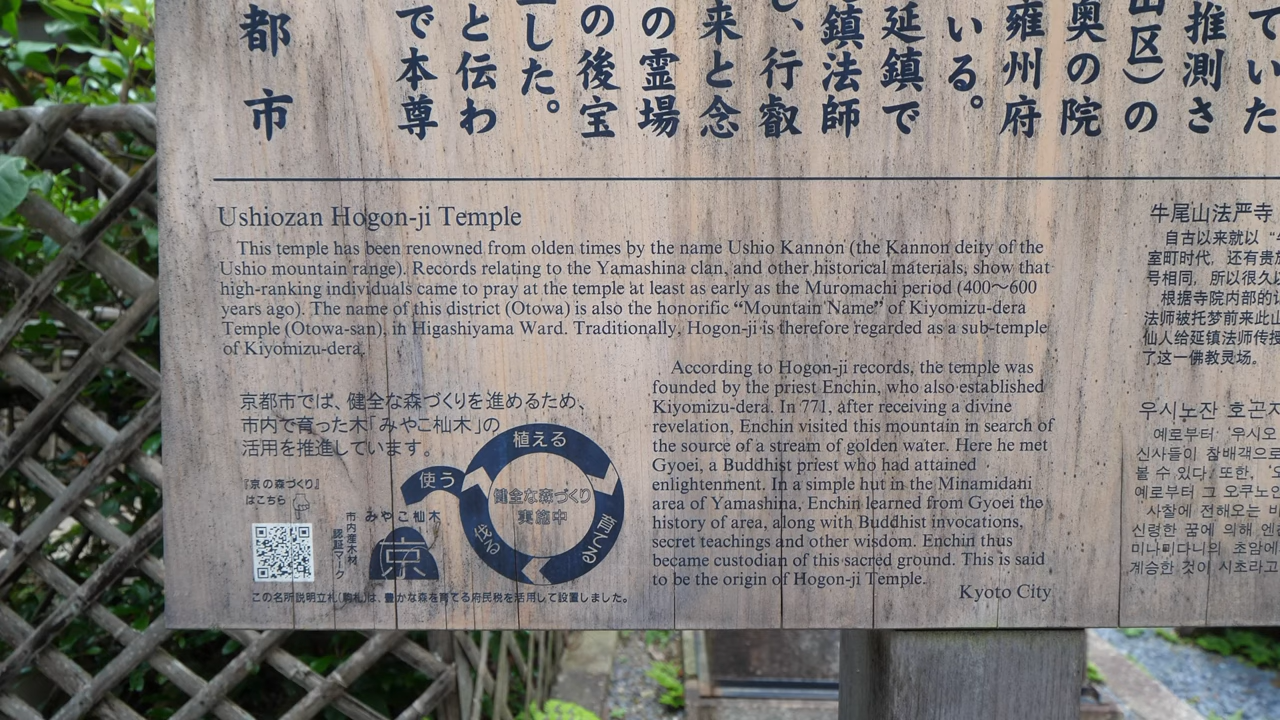 ていた
推測さ
山区)の
奥の院
雍州府
いる。
延鎮で
鎮法師
、行叡
来と念
の霊場
の後宝
した。
と伝わ
で本尊
都市
Ushiozan Hogon-ji Temple
This temple has been renowned from olden times by the name Ushio Kannon (the Kannon deity of the
Ushio mountain range). Records relating to the Yamashina clan, and other historical materials, show that
high-ranking individuals came to pray at the temple at least as early as the Muromachi period (400～600
years ago). The name of this district (Otowa) is also the honorific “Mountain Name” of Kiyomizu-dera
Temple (Otowa-san), in Higashiyama Ward. Traditionally, Hogon-ji is therefore regarded as a sub-temple
of Kiyomizu-dera.
According to Hogon-ji records, the temple was
founded by the priest Enchin, who also established
Kiyomizu-dera. In 771, after receiving a divine
revelation, Enchin visited this mountain in search of
the source of a stream of golden water. Here he met
Gyoei, a Buddhist priest who had attained
enlightenment. In a simple hut in the Minamidani
area of Yamashina, Enchin learned from Gyoei the
history of area, along with Buddhist invocations,
secret teachings and other wisdom. Enchin thus
became custodian of this sacred ground. This is said
to be the origin of Hogon-ji Temple.
Kyoto City
京都市では、健全な森づくりを進めるため、
市内で育った木「みやこ杣木」の
活用を推進しています。
『京の森づくり』
はこちら
市内産木材
認証マーク
みやこ杣木
京
植える
使う
育てる
伐る
健全な森づくり
実施中
この名所説明立札(駒札)は、豊かな森を育てる府民税を活用して設置しました。
牛尾山法严寺
自古以来就以“
室町时代，还有贵
号相同，所以很久以
根据寺院内部的
法师被托梦前来此山
仙人给延镇法师传授
了这一佛教灵场。
우시노잔 호곤지
예로부터 '우시오
신사들이 참배객으로
볼 수 있다. 또한,
예로부터 그 오쿠노인
사찰에 전해오는 비
신령한 꿈에 의해 엔
미나미다니의 초암에
계승한 것이 시초라고